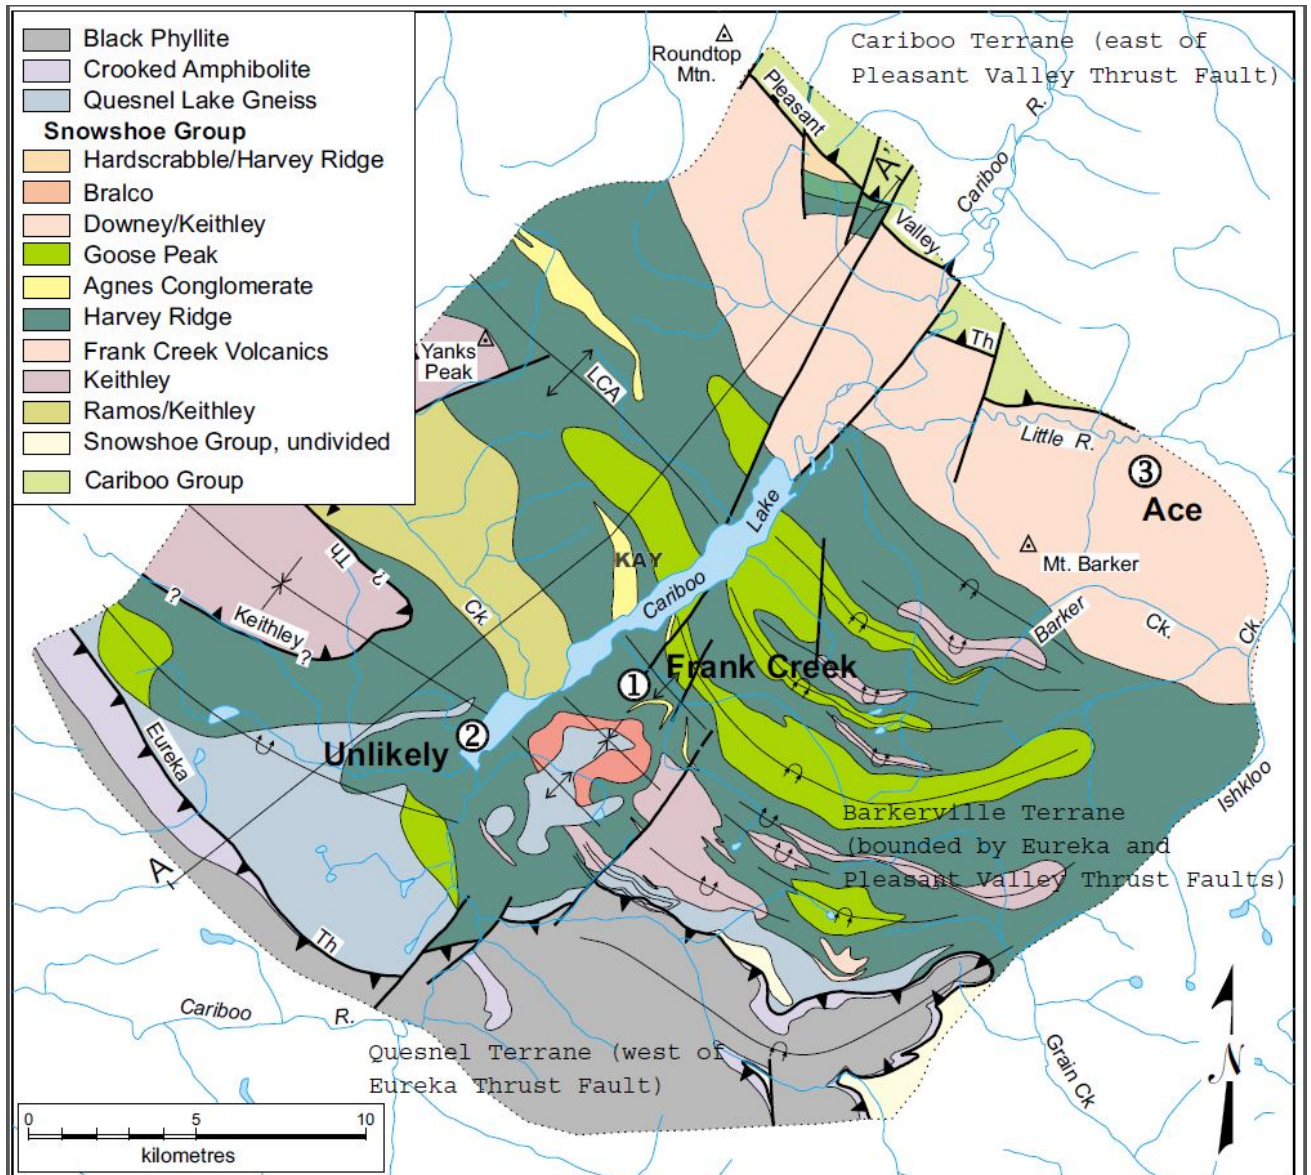 Black Phyllite
Crooked Amphibolite
Quesnel Lake Gneiss
Snowshoe Group
Hardscrabble/Harvey Ridge
Bralco
Downey/Keithley
Goose Peak
Agnes Conglomerate
Harvey Ridge
Frank Creek Volcanics
Keithley
Ramos/Keithley
Snowshoe Group, undivided
Cariboo Group
Roundtop
Mtn.
Cariboo Terrane (east of
Pleasant Valley Thrust Fault)
Pleasant
A'
Valley
Cariboo
R.
Th
Yanks
Peak
LCA
Little R.
3
Ace
Mt. Barker
Lake
Cariboo
KAY
Th
?
?
Keithley
?
Ck.
Barker
Ck.
Ck.
Ishkloo
1
Frank Creek
2
Unlikely
Eureka
Th
A
Barkerville Terrane
(bounded by Eureka and
Pleasant Valley Thrust Faults)
Cariboo
R.
Quesnel Terrane (west of
Eureka Thrust Fault)
Grain Ck
N
0
5
10
kilometres